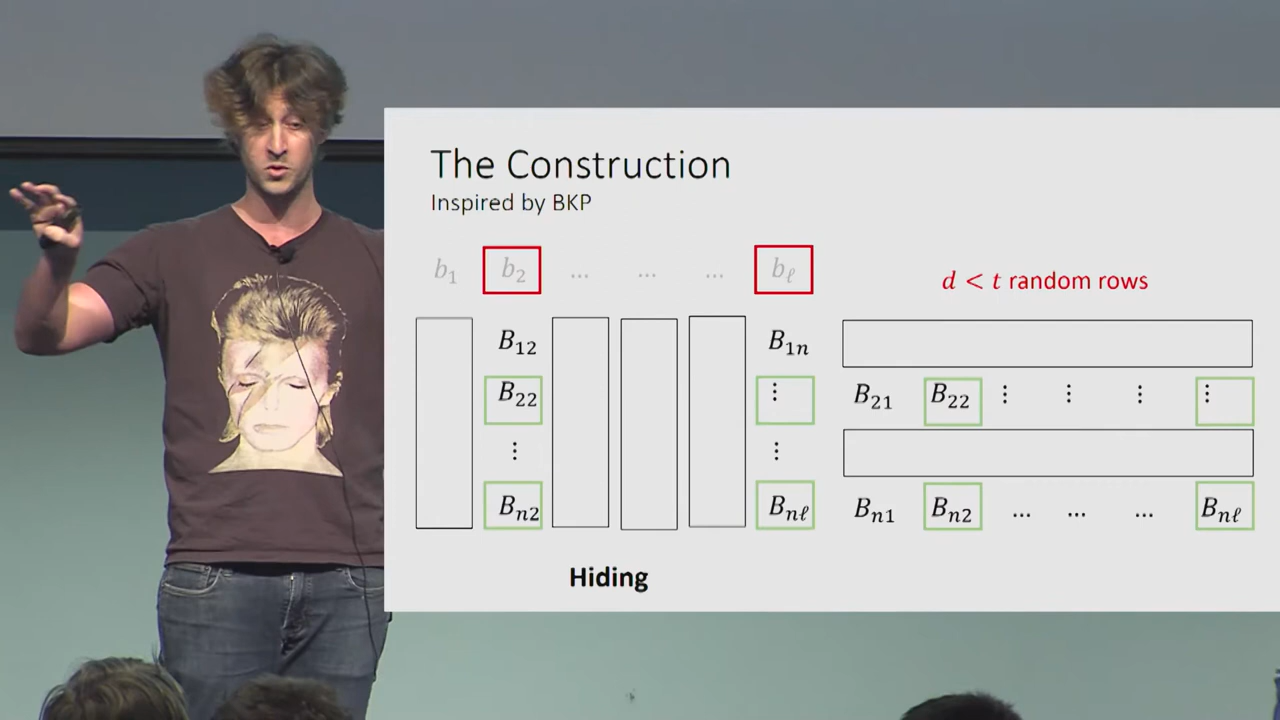 The Construction
Inspired by BKP
b₁ b₂ ... ... ... bℓ
d < t random rows
B₁₂ B₁ₙ
B₂₂ ⋮ B₂₁ B₂₂ ⋮ ⋮ ⋮ ⋮
⋮ ⋮
Bₙ₂ Bₙℓ Bₙ₁ Bₙ₂ ... ... ... Bₙℓ
Hiding